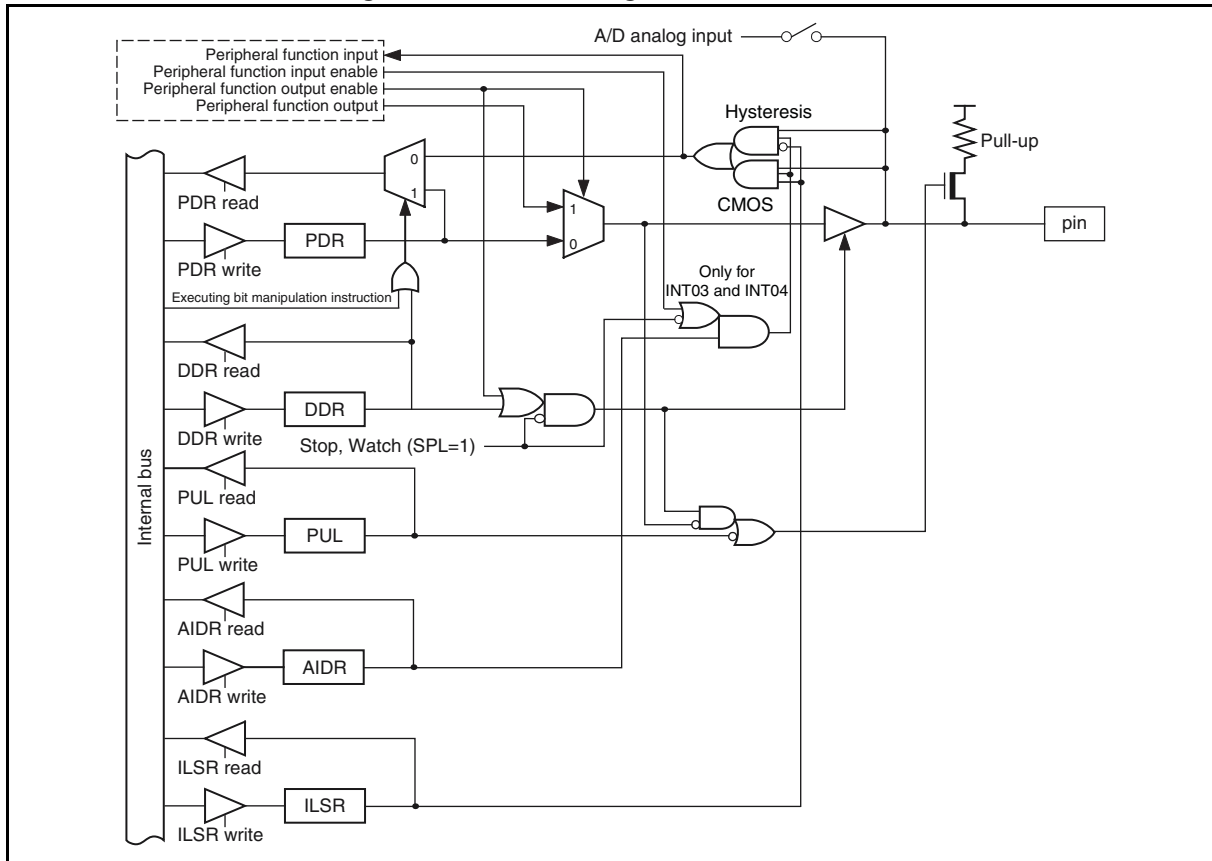 A/D analog input
Peripheral function input
Peripheral function input enable
Peripheral function output enable
Peripheral function output
Hysteresis
Pull-up
0
1
CMOS
PDR read
1
0
pin
PDR
PDR write
Only for
INT03 and INT04
Executing bit manipulation instruction
DDR read
DDR
DDR write
Stop, Watch (SPL=1)
Internal bus
PUL read
PUL
PUL write
AIDR read
AIDR
AIDR write
ILSR read
ILSR
ILSR write